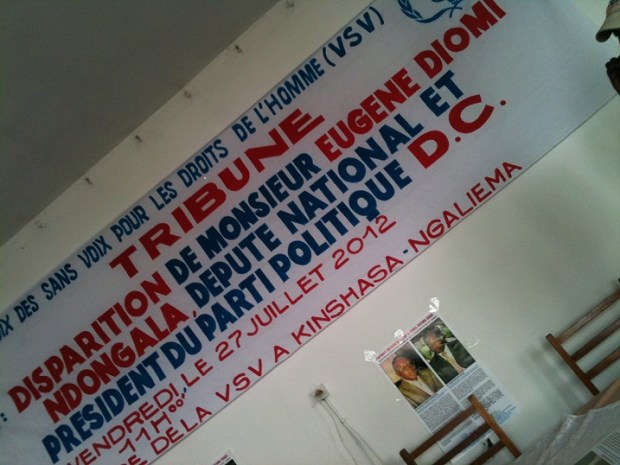 DES SANS VOIX POUR LES DROITS DE L'HOMME (VSV)
TRIBUNE
: DISPARITION DE MONSIEUR EUGENE DIOMI
NDONGALA, DEPUTE NATIONAL ET
PRESIDENT DU PARTI POLITIQUE D.C.
VENDREDI LE 27 JUILLET 2012
11H00'
DE LA VSV A KINSHASA - NGALIEMA